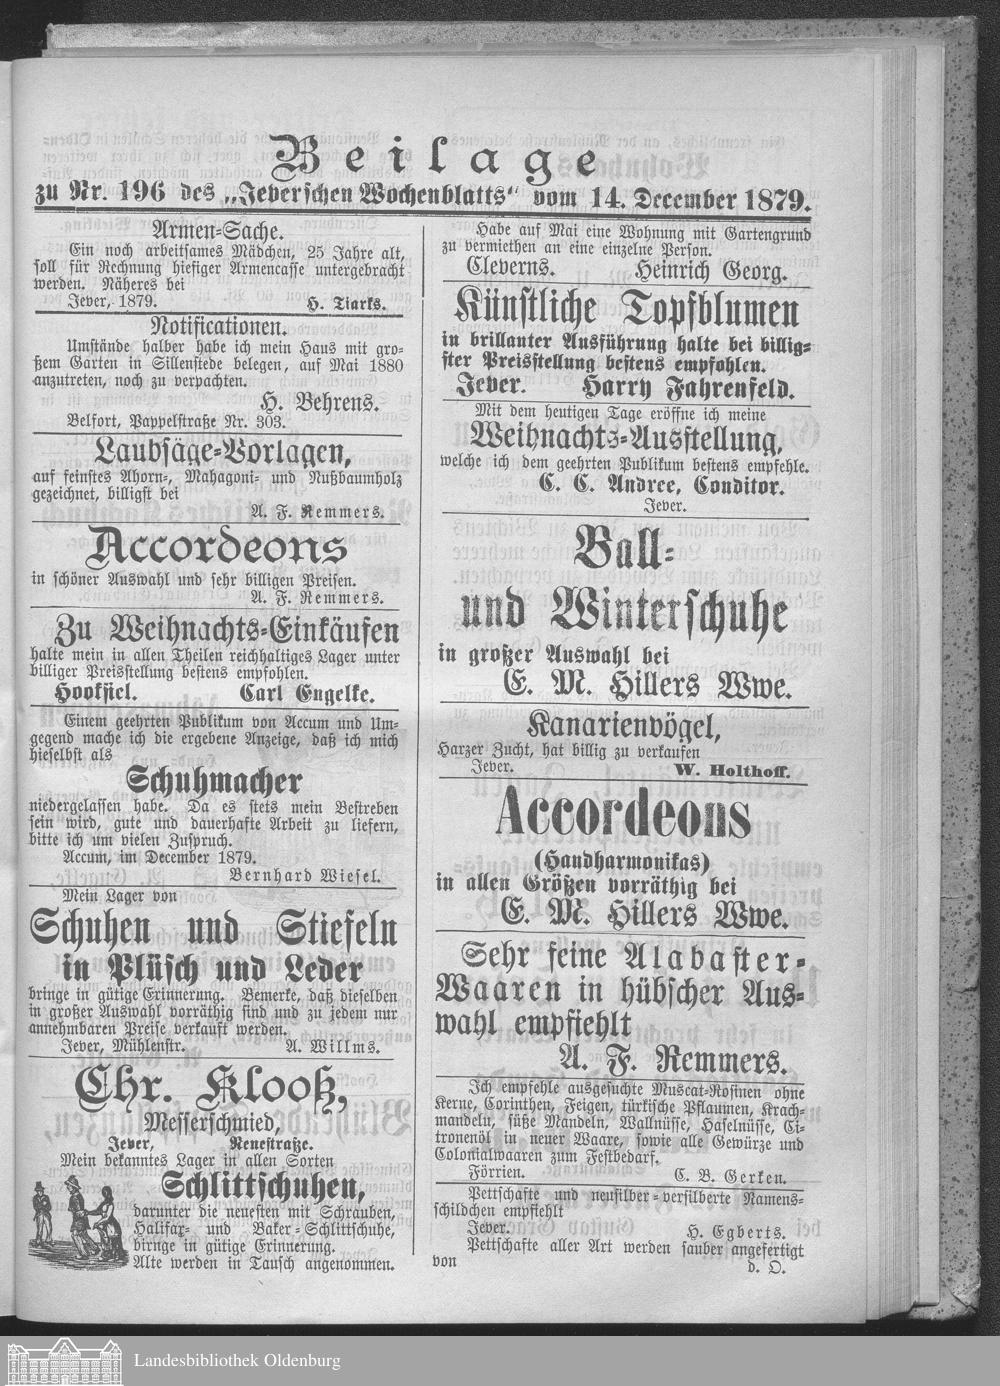 Beilage
zu Nr. 196 des „Jeverschen Wochenblatts“ vom 14. December 1879.
Armen-Sache.
Ein noch arbeitsames Mädchen, 25 Jahre alt,
soll für Rechnung hiesiger Armencasse untergebracht
werden. Näheres bei
Jever, 1879. H. Tiarks.
Notificationen.
Umstände halber habe ich mein Haus mit gro-
ßem Garten in Sillenstede belegen, auf Mai 1880
anzutreten, noch zu verpachten.
H. Behrens.
Belfort, Pappelstraße Nr. 303.
Laubsäge-Vorlagen,
auf feinstes Ahorn-, Mahagoni- und Nußbaumholz
gezeichnet, billigst bei
A. F. Remmers.
Accordeons
in schöner Auswahl und sehr billigen Preisen.
A. F. Remmers.
Zu Weihnachts-Einkäufen
halte mein in allen Theilen reichhaltiges Lager unter
billiger Preisstellung bestens empfohlen.
Hooksiel. Carl Engelke.
Einem geehrten Publikum von Accum und Um-
gegend mache ich die ergebene Anzeige, daß ich mich
hieselbst als
Schuhmacher
niedergelassen habe. Da es stets mein Bestreben
sein wird, gute und dauerhafte Arbeit zu liefern,
bitte ich um vielen Zuspruch.
Accum, im December 1879.
Bernhard Wiesel.
Mein Lager von
Schuhen und Stiefeln
in Plüsch und Leder
bringe in gütige Erinnerung. Bemerke, daß dieselben
in großer Auswahl vorräthig sind und zu jedem nur
annehmbaren Preise verkauft werden.
Jever, Mühlenstr. A. Willms.
Chr. Klooß,
Messerschmied,
Jever, Neuestraße.
Mein bekanntes Lager in allen Sorten
Schlittschuhen,
darunter die neuesten mit Schrauben,
Halifax- und Baker-Schlittschuhe,
birnge in gütige Erinnerung.
Alte werden in Tausch angenommen.
Habe auf Mai eine Wohnung mit Gartengrund
zu vermiethen an eine einzelne Person.
Cleverns. Heinrich Georg.
Künstliche Topfblumen
in brillanter Ausführung halte bei billig-
ster Preisstellung bestens empfohlen.
Jever. Harry Fahrenfeld.
Mit dem heutigen Tage eröffne ich meine
Weihnachts-Ausstellung,
welche ich dem geehrten Publikum bestens empfehle.
C. C. Andree, Conditor.
Jever.
Ball-
und Winterschuhe
in großer Auswahl bei
E. M. Hillers Wwe.
Kanarienvögel,
Harzer Zucht, hat billig zu verkaufen
Jever. W. Holthoff.
Accordeons
(Handharmonikas)
in allen Größen vorräthig bei
E. M. Hillers Wwe.
Sehr feine Alabaster-
Waaren in hübscher Aus-
wahl empfiehlt
A. F. Remmers.
Ich empfehle ausgesuchte Muscat-Rosinen ohne
Kerne, Corinthen, Feigen, türkische Pflaumen, Krach-
mandeln, süße Mandeln, Wallnüsse, Haselnüsse, Ci-
tronenöl in neuer Waare, sowie alle Gewürze und
Colonialwaaren zum Festbedarf.
Förrien. C. B. Gerken.
Pettschafte und neusilber-versilberte Namens-
schildchen empfiehlt
Jever. H. Egberts.
Pettschafte aller Art werden sauber angefertigt
von d. O.
Landesbibliothek Oldenburg